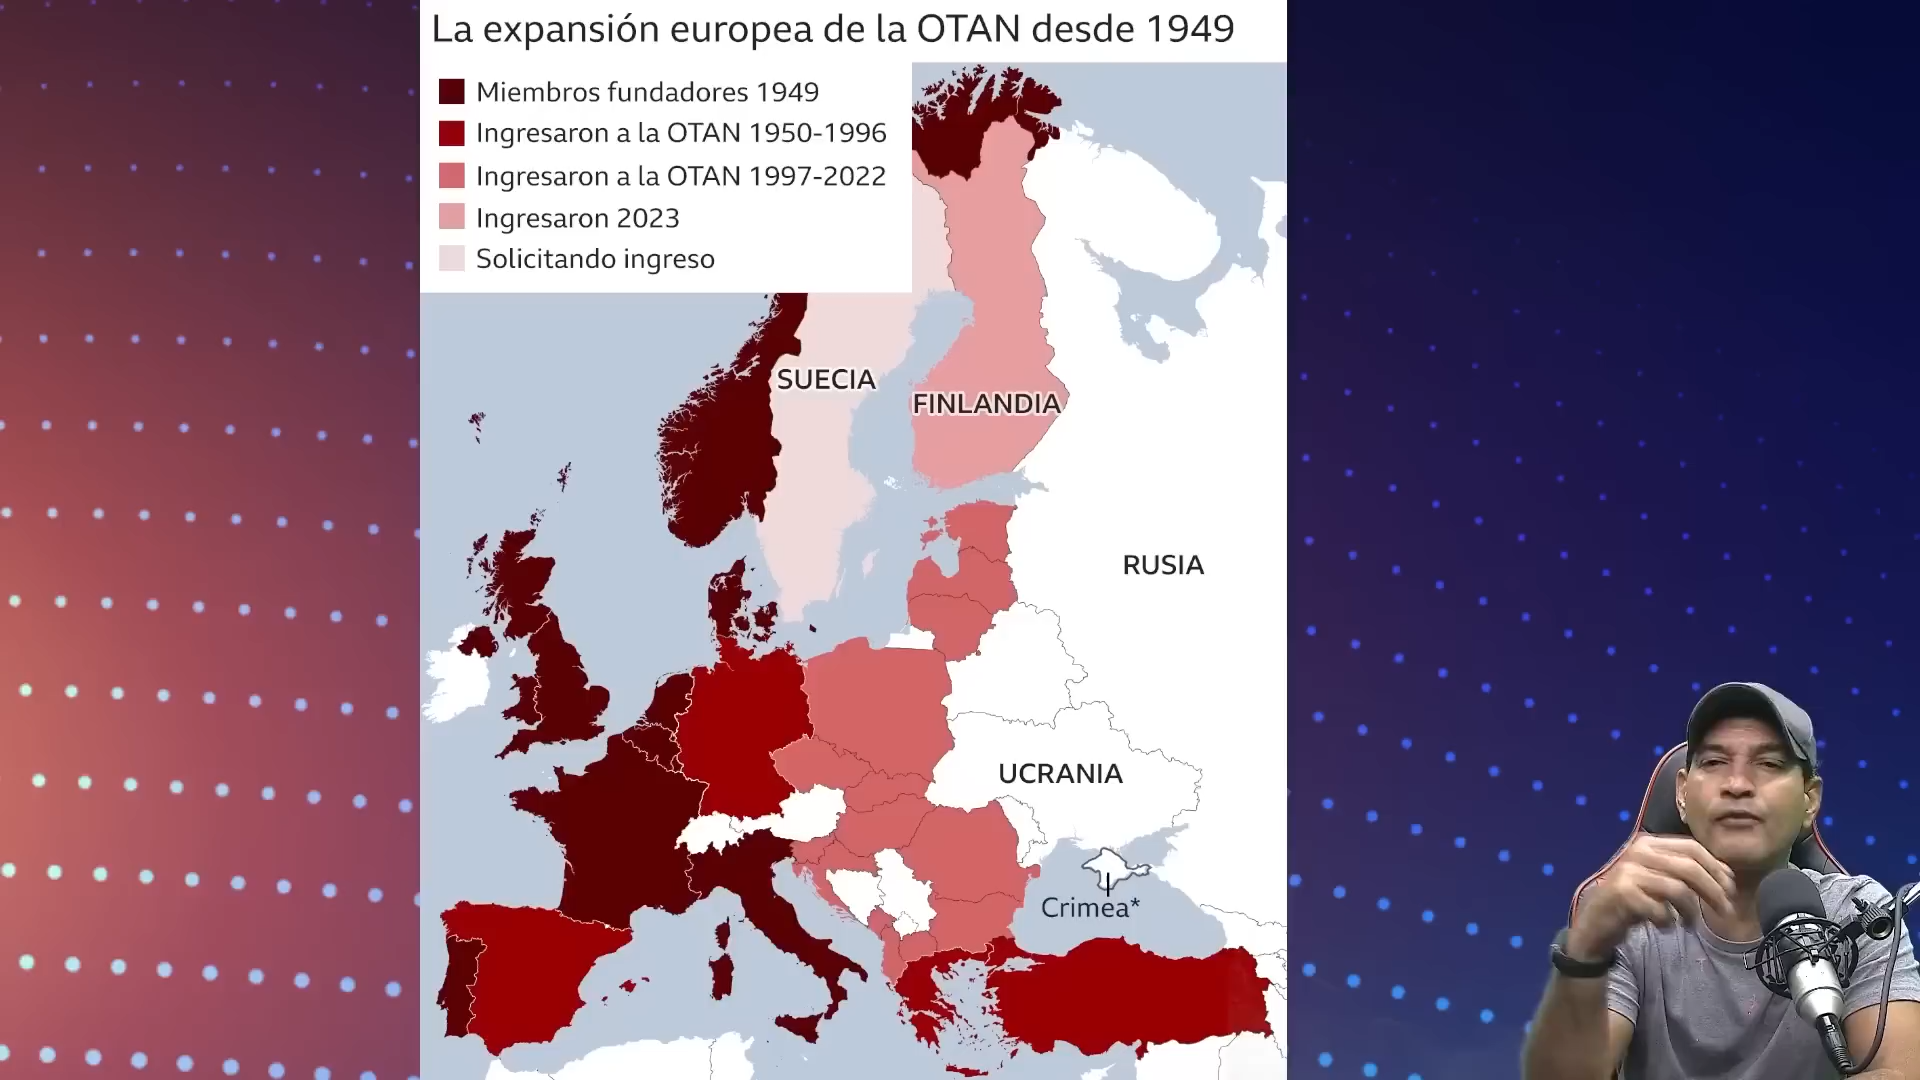 La expansión europea de la OTAN desde 1949
Miembros fundadores 1949
Ingresaron a la OTAN 1950-1996
Ingresaron a la OTAN 1997-2022
Ingresaron 2023
Solicitando ingreso
SUECIA
FINLANDIA
RUSIA
UCRANIA
Crimea*